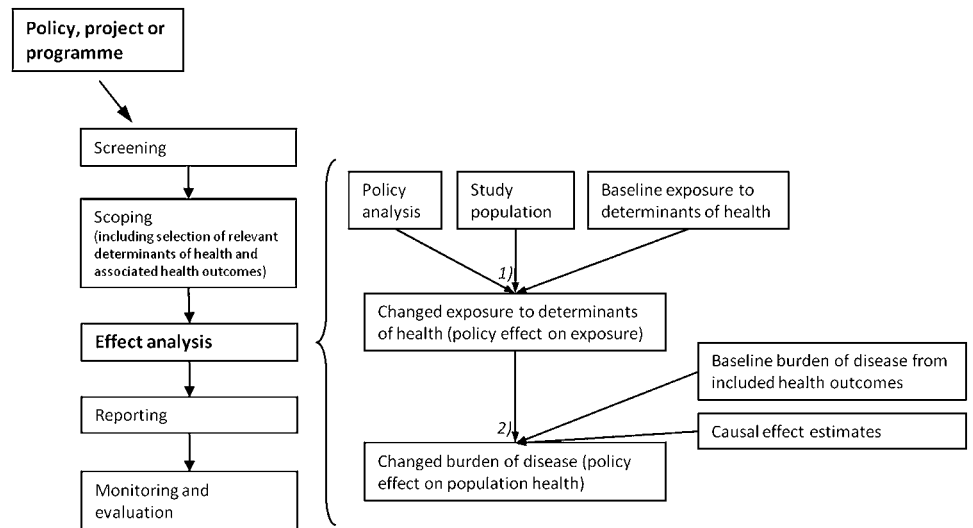 Policy, project or
programme
Screening
Scoping
(including selection of relevant
determinants of health and
associated health outcomes)
Effect analysis
Reporting
Monitoring and
evaluation
Policy
analysis
Study
population
Baseline exposure to
determinants of health
1)
Changed exposure to determinants
of health (policy effect on exposure)
Baseline burden of disease from
included health outcomes
Causal effect estimates
2)
Changed burden of disease (policy
effect on population health)